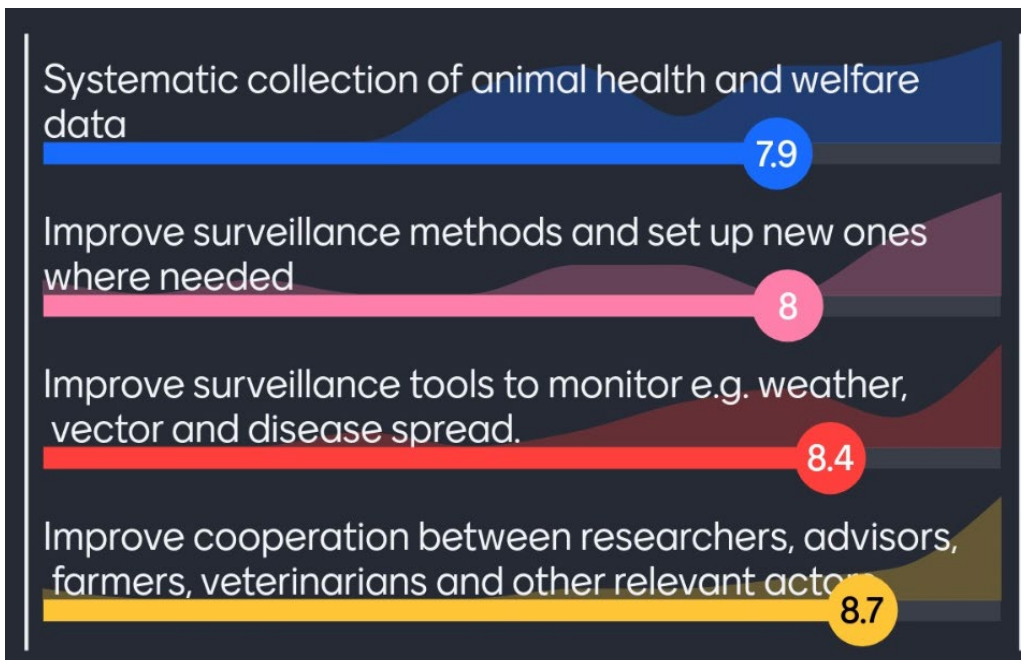 Systematic collection of animal health and welfare
data
7.9
Improve surveillance methods and set up new ones
where needed
8
Improve surveillance tools to monitor e.g. weather,
vector and disease spread.
8.4
Improve cooperation between researchers, advisors,
farmers, veterinarians and other relevant actors
8.7